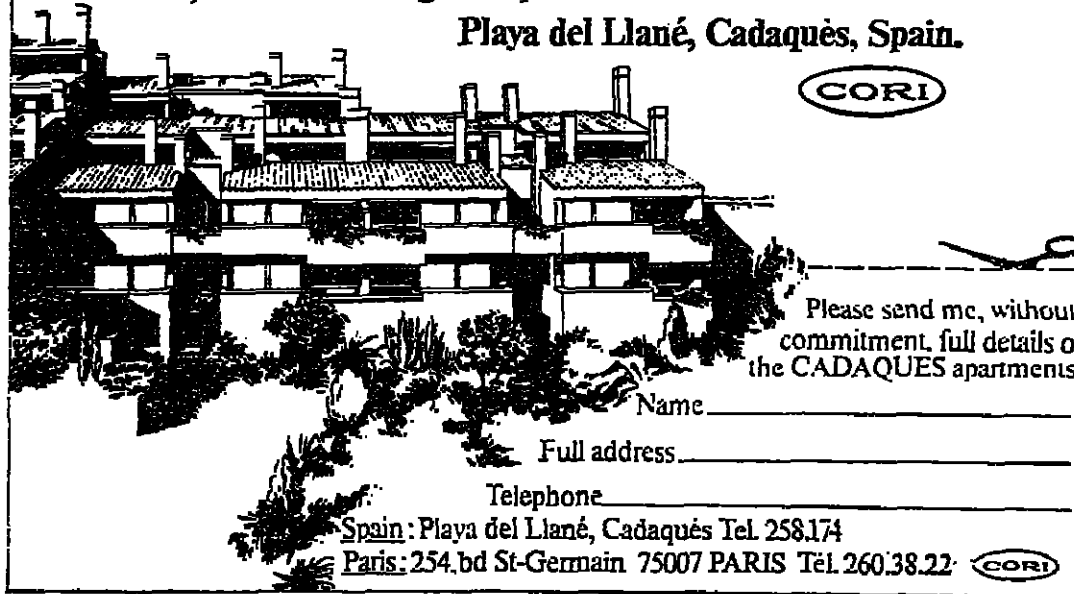 Playa del Llané, Cadaquès, Spain.
CORI
Please send me, without
commitment, full details o
the CADAQUES apartments
Name
Full address
Telephone
Spain: Playa del Llané, Cadaquès Tel. 258.174
Paris: 254, bd St-Germain 75007 PARIS Tél. 260.38.22
CORI